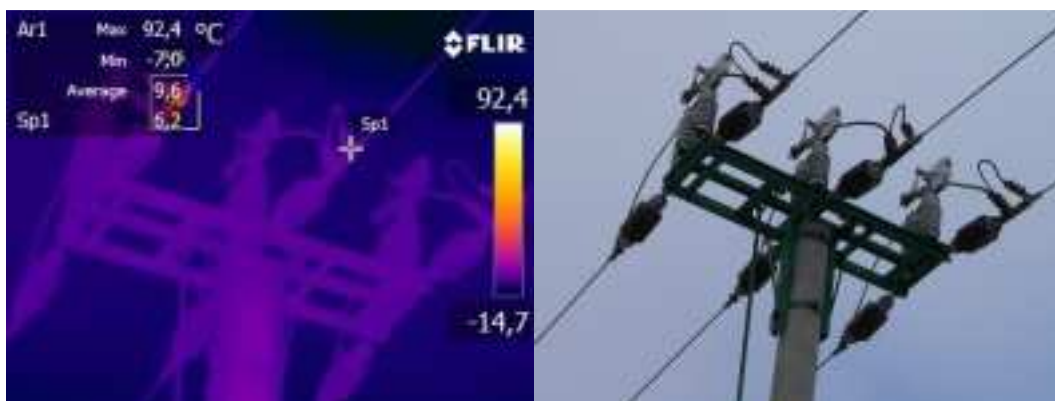 Ar1 Max 92,4 °C
Min -7,0
Average 9,6
Sp1 6,2
FLIR
92,4
Sp1
-14,7